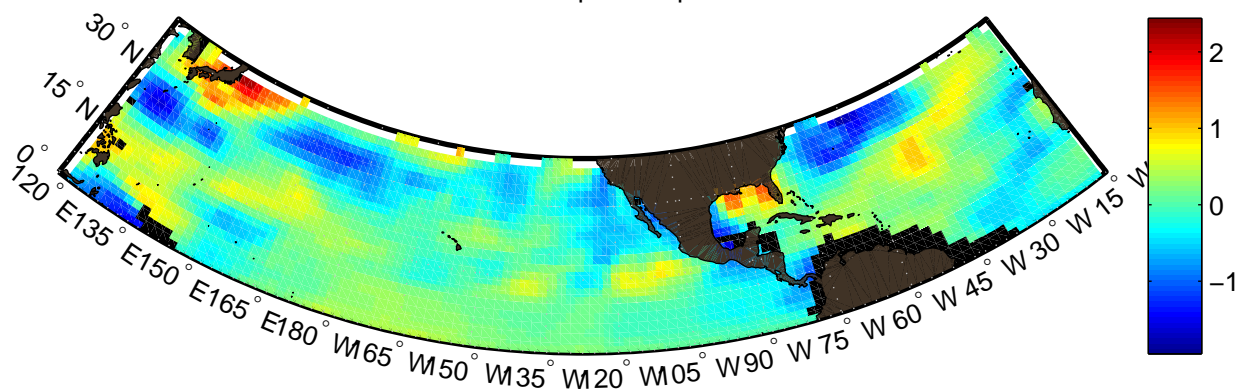 30° N
15° N
0°
120° E
135° E
150° E
165° E
180° W
165° W
150° W
135° W
120° W
105° W
90° W
75° W
60° W
45° W
30° W
15° W
2
1
0
−1